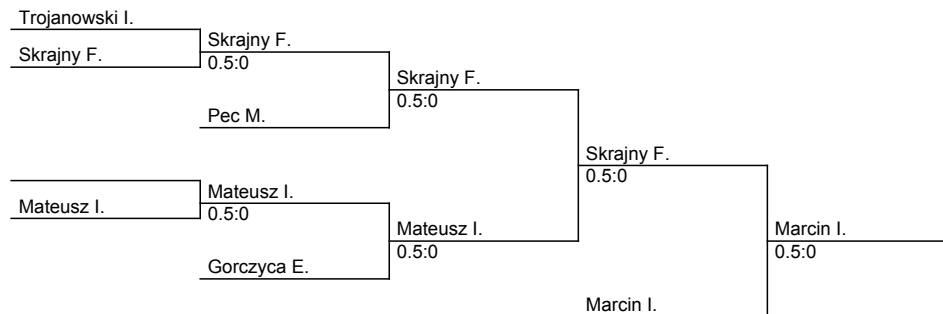 Trojanowski I.
Skrajny F.
Skrajny F.
0.5:0
Skrajny F.
0.5:0
Pec M.
Skrajny F.
0.5:0
Mateusz I.
Mateusz I.
0.5:0
Mateusz I.
0.5:0
Marcin I.
0.5:0
Gorczyca E.
Marcin I.